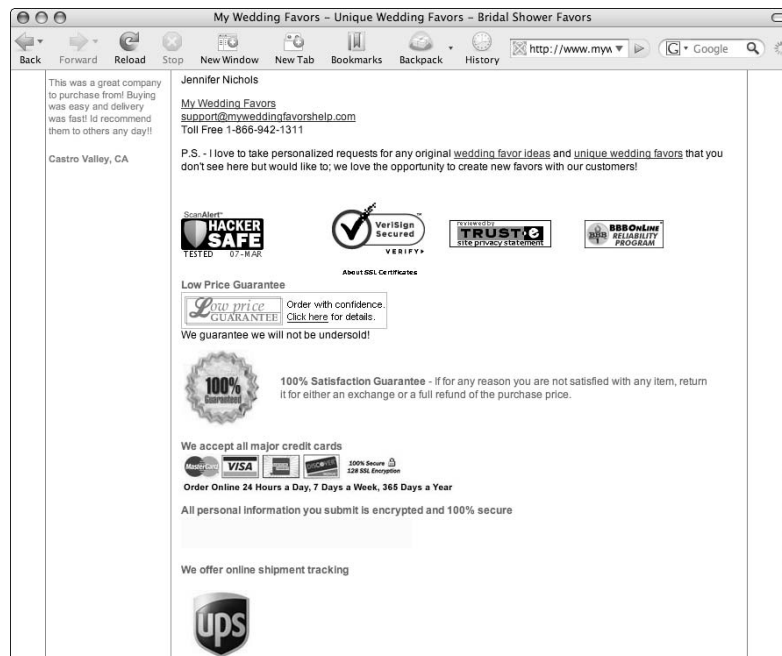 My Wedding Favors – Unique Wedding Favors – Bridal Shower Favors
Back Forward Reload Stop New Window New Tab Bookmarks Backpack History
http://www.myw
G Google
This was a great company
to purchase from! Buying
was easy and delivery
was fast! Id recommend
them to others any day!!
Castro Valley, CA
Jennifer Nichols
My Wedding Favors
support@myweddingfavorshelp.com
Toll Free 1-866-942-1311
P.S. - I love to take personalized requests for any original wedding favor ideas and unique wedding favors that you
don't see here but would like to; we love the opportunity to create new favors with our customers!
ScanAlert
HACKER
SAFE
TESTED 07-MAR
VeriSign
Secured
VERIFY
About SSL Certificates
reviewed by
TRUSTe
site privacy statement
BBB
BBBONLINE
RELIABILITY
PROGRAM
Low Price Guarantee
Low price
GUARANTEE
Order with confidence.
Click here for details.
We guarantee we will not be undersold!
100%
Guaranteed
100% Satisfaction Guarantee - If for any reason you are not satisfied with any item, return
it for either an exchange or a full refund of the purchase price.
We accept all major credit cards
MasterCard VISA DISCOVER
100% Secure
128 SSL Encryption
Order Online 24 Hours a Day, 7 Days a Week, 365 Days a Year
All personal information you submit is encrypted and 100% secure
We offer online shipment tracking
ups